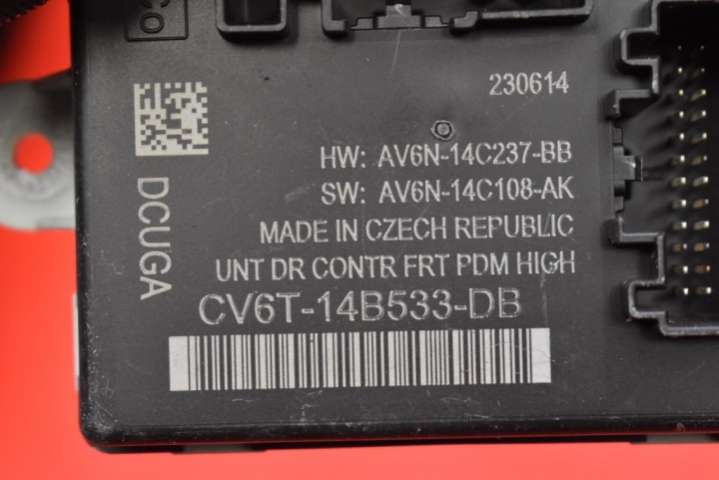 Co
230614
HW: AV6N-14C237-BB
SW: AV6N-14C108-AK
MADE IN CZECH REPUBLIC
UNT DR CONTR FRT PDM HIGH
CV6T-14B533-DB
DCUGA